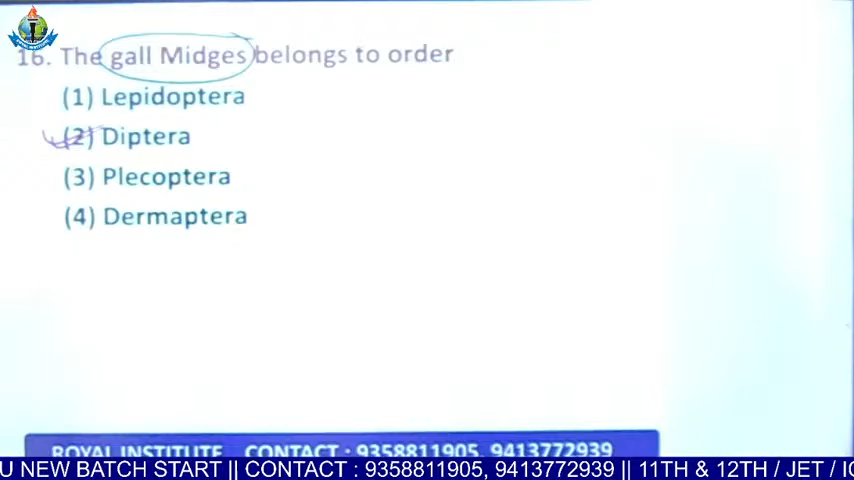 16. The gall Midges belongs to order
(1) Lepidoptera
(2) Diptera
(3) Plecoptera
(4) Dermaptera
ROYAL INSTITUTE CONTACT : 9358811905, 9413772939
U NEW BATCH START || CONTACT : 9358811905, 9413772939 || 11TH & 12TH / JET / IC